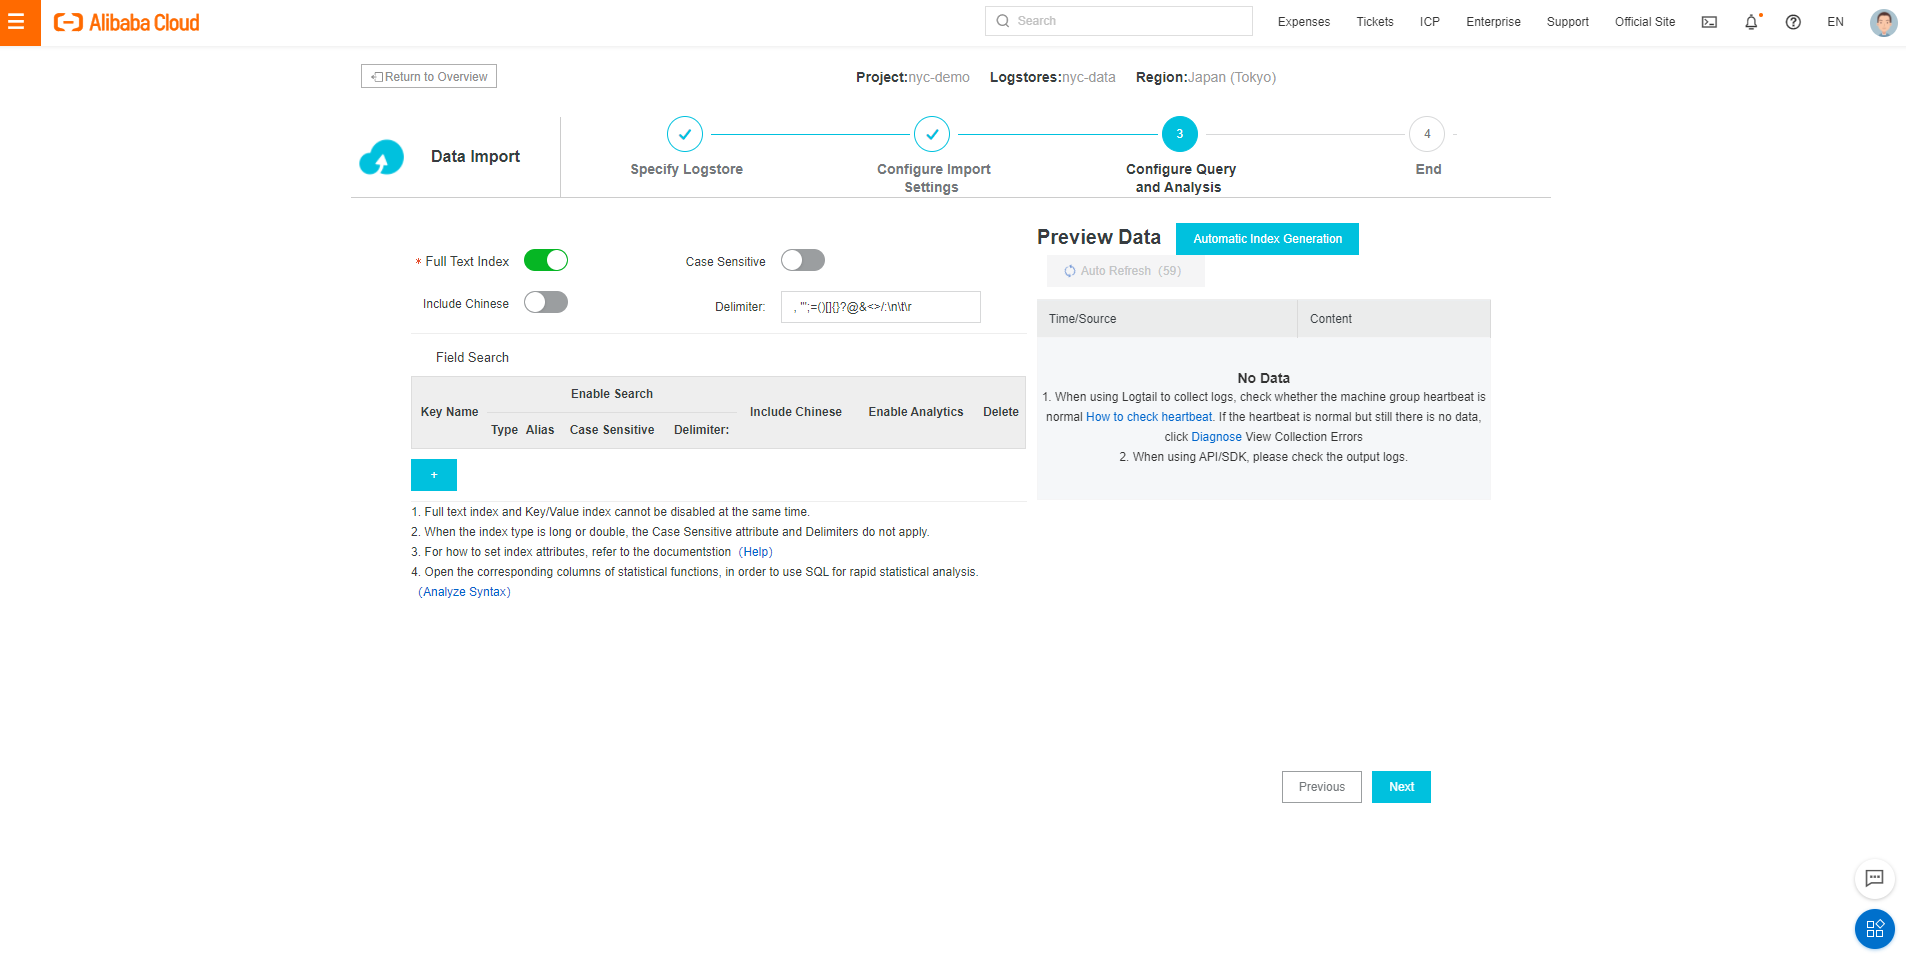 Alibaba Cloud
Search
Expenses Tickets ICP Enterprise Support Official Site EN
Return to Overview
Project:nyc-demo Logstores:nyc-data Region:Japan (Tokyo)
Data Import
3
4
Specify Logstore
Configure Import
Settings
Configure Query
and Analysis
End
* Full Text Index
Case Sensitive
Include Chinese
Delimiter:
, '";=()[]{}?@&<>/:\n\t\r
Field Search
Key Name
Enable Search
Type Alias Case Sensitive Delimiter:
Include Chinese
Enable Analytics
Delete
+
1. Full text index and Key/Value index cannot be disabled at the same time.
2. When the index type is long or double, the Case Sensitive attribute and Delimiters do not apply.
3. For how to set index attributes, refer to the documentstion（Help）
4. Open the corresponding columns of statistical functions, in order to use SQL for rapid statistical analysis.
（Analyze Syntax）
Preview Data
Automatic Index Generation
Auto Refresh（59）
Time/Source
Content
No Data
1. When using Logtail to collect logs, check whether the machine group heartbeat is
normal How to check heartbeat. If the heartbeat is normal but still there is no data,
click Diagnose View Collection Errors
2. When using API/SDK, please check the output logs.
Previous
Next